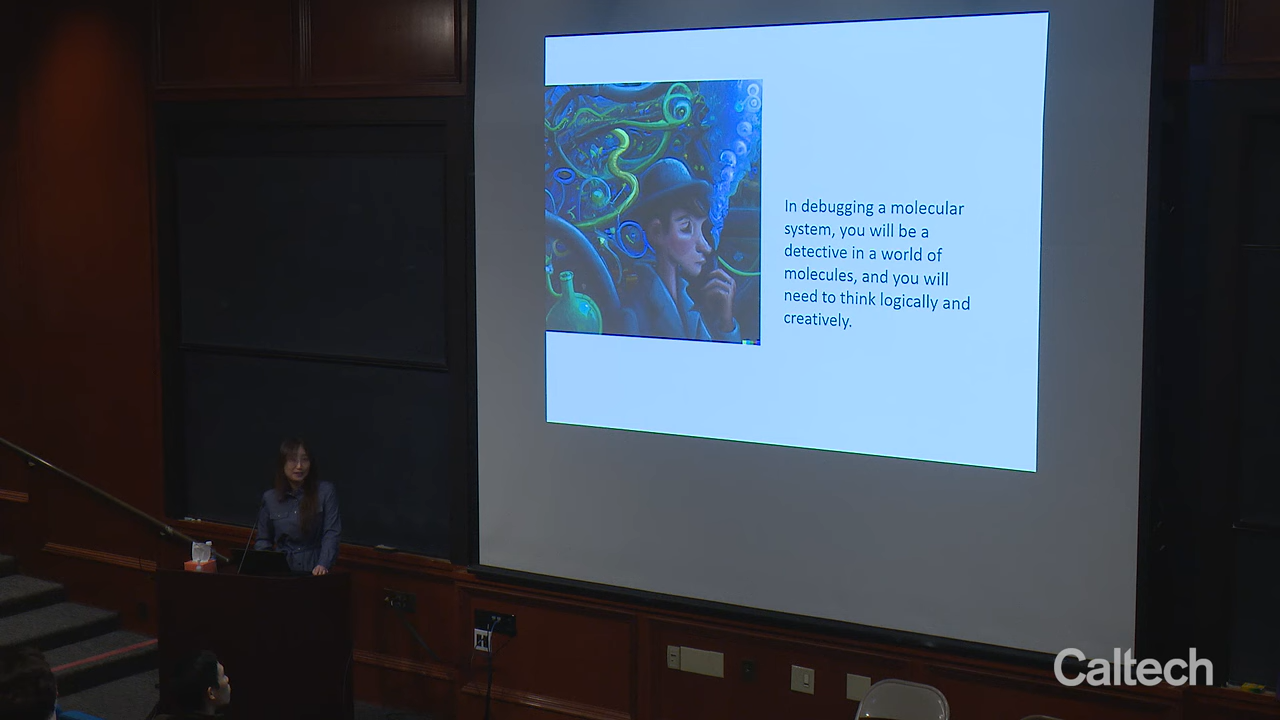 In debugging a molecular
system, you will be a
detective in a world of
molecules, and you will
need to think logically and
creatively.
Caltech